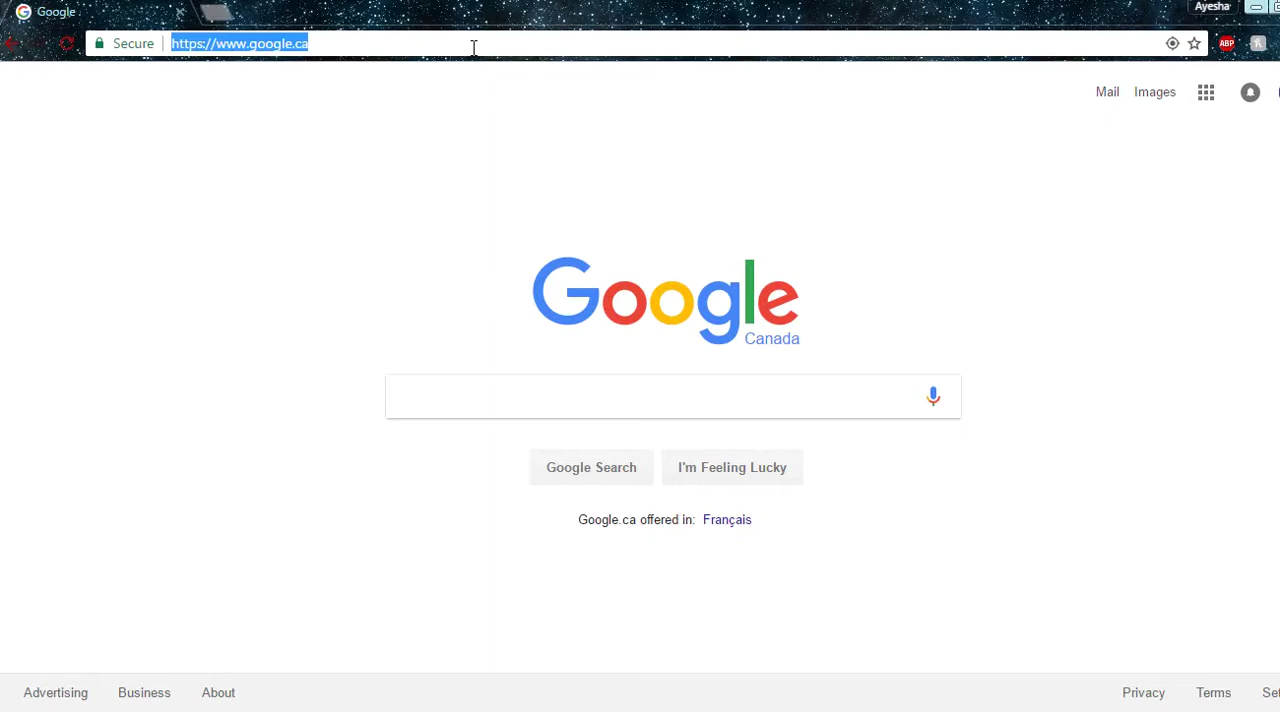 Google
Ayesha
Secure
https://www.google.ca
ABP
Mail Images
Google
Canada
Google Search
I'm Feeling Lucky
Google.ca offered in: Français
Advertising Business About
Privacy Terms Set